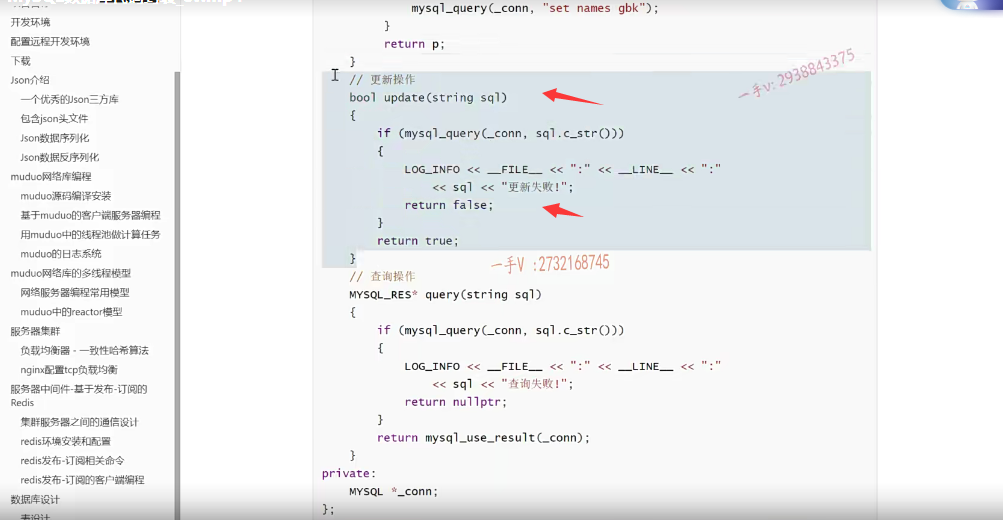 开发环境
配置远程开发环境
下载
Json介绍
一个优秀的Json三方库
包含json头文件
Json数据序列化
Json数据反序列化
muduo网络库编程
muduo源码编译安装
基于muduo的客户端服务器编程
用muduo中的线程池做计算任务
muduo的日志系统
muduo网络库的多线程模型
网络服务器编程常用模型
muduo中的reactor模型
服务器集群
负载均衡器 - 一致性哈希算法
nginx配置tcp负载均衡
服务器中间件-基于发布-订阅的
Redis
集群服务器之间的通信设计
redis环境安装和配置
redis发布-订阅相关命令
redis发布-订阅的客户端编程
数据库设计
表设计
mysql_query(_conn, "set names gbk");
}
return p;
}
// 更新操作
bool update(string sql)
{
if (mysql_query(_conn, sql.c_str()))
{
LOG_INFO << __FILE__ << ":" << __LINE__ << ":"
<< sql << "更新失败!";
return false;
}
return true;
}
// 查询操作
MYSQL_RES* query(string sql)
{
if (mysql_query(_conn, sql.c_str()))
{
LOG_INFO << __FILE__ << ":" << __LINE__ << ":"
<< sql << "查询失败!";
return nullptr;
}
return mysql_use_result(_conn);
}
private:
MYSQL *_conn;
};
一手v: 2938843375
一手V :2732168745